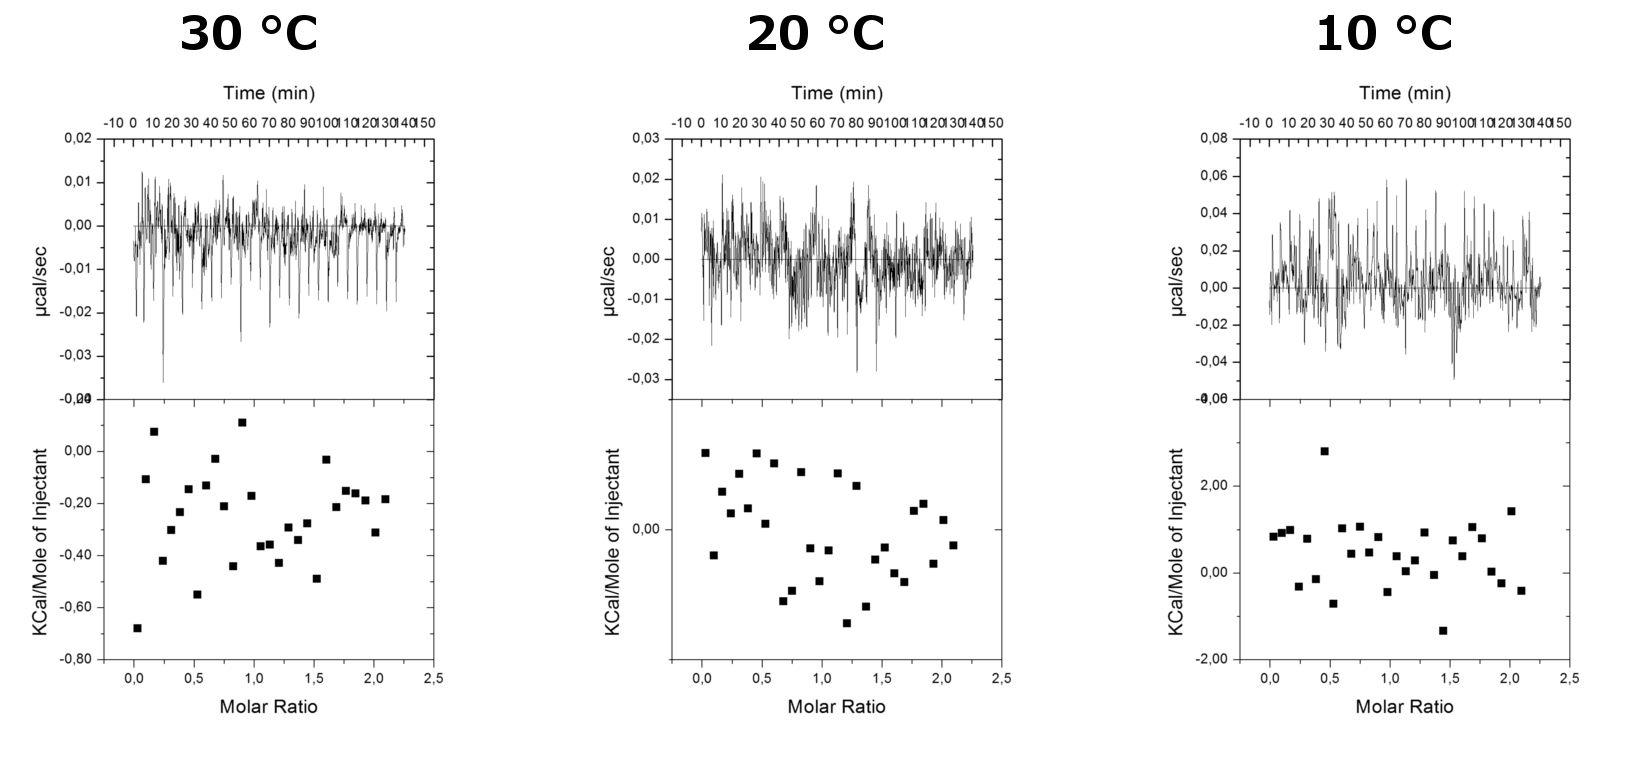 30 °C
20 °C
10 °C
Time (min)
Time (min)
Time (min)
-10 0 10 20 30 40 50 60 70 80 90 100 110 120 130 140 150
-10 0 10 20 30 40 50 60 70 80 90 100 110 120 130 140 150
-10 0 10 20 30 40 50 60 70 80 90 100 110 120 130 140 150
0,02
0,01
0,00
-0,01
-0,02
-0,03
µcal/sec
0,03
0,02
0,01
0,00
-0,01
-0,02
-0,03
µcal/sec
0,08
0,06
0,04
0,02
0,00
-0,02
-0,04
µcal/sec
0,00
-0,20
-0,40
-0,60
-0,80
KCal/Mole of Injectant
0,00
KCal/Mole of Injectant
2,00
0,00
-2,00
KCal/Mole of Injectant
0,0 0,5 1,0 1,5 2,0 2,5
0,0 0,5 1,0 1,5 2,0 2,5
0,0 0,5 1,0 1,5 2,0 2,5
Molar Ratio
Molar Ratio
Molar Ratio